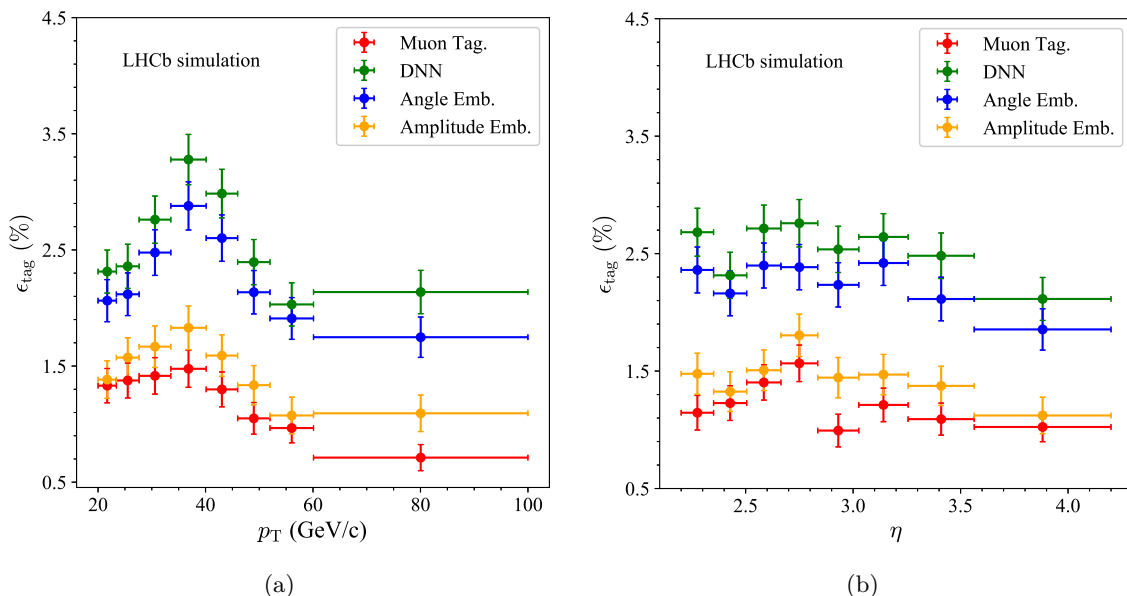 4.5
3.5
2.5
1.5
0.5
ϵtag (%)
LHCb simulation
Muon Tag.
DNN
Angle Emb.
Amplitude Emb.
20 40 60 80 100
pT (GeV/c)
(a)
4.5
3.5
2.5
1.5
0.5
ϵtag (%)
LHCb simulation
Muon Tag.
DNN
Angle Emb.
Amplitude Emb.
2.5 3.0 3.5 4.0
η
(b)